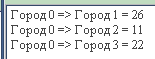 Город 0 => Город 1 = 26
Город 0 => Город 2 = 11
Город 0 => Город 3 = 22